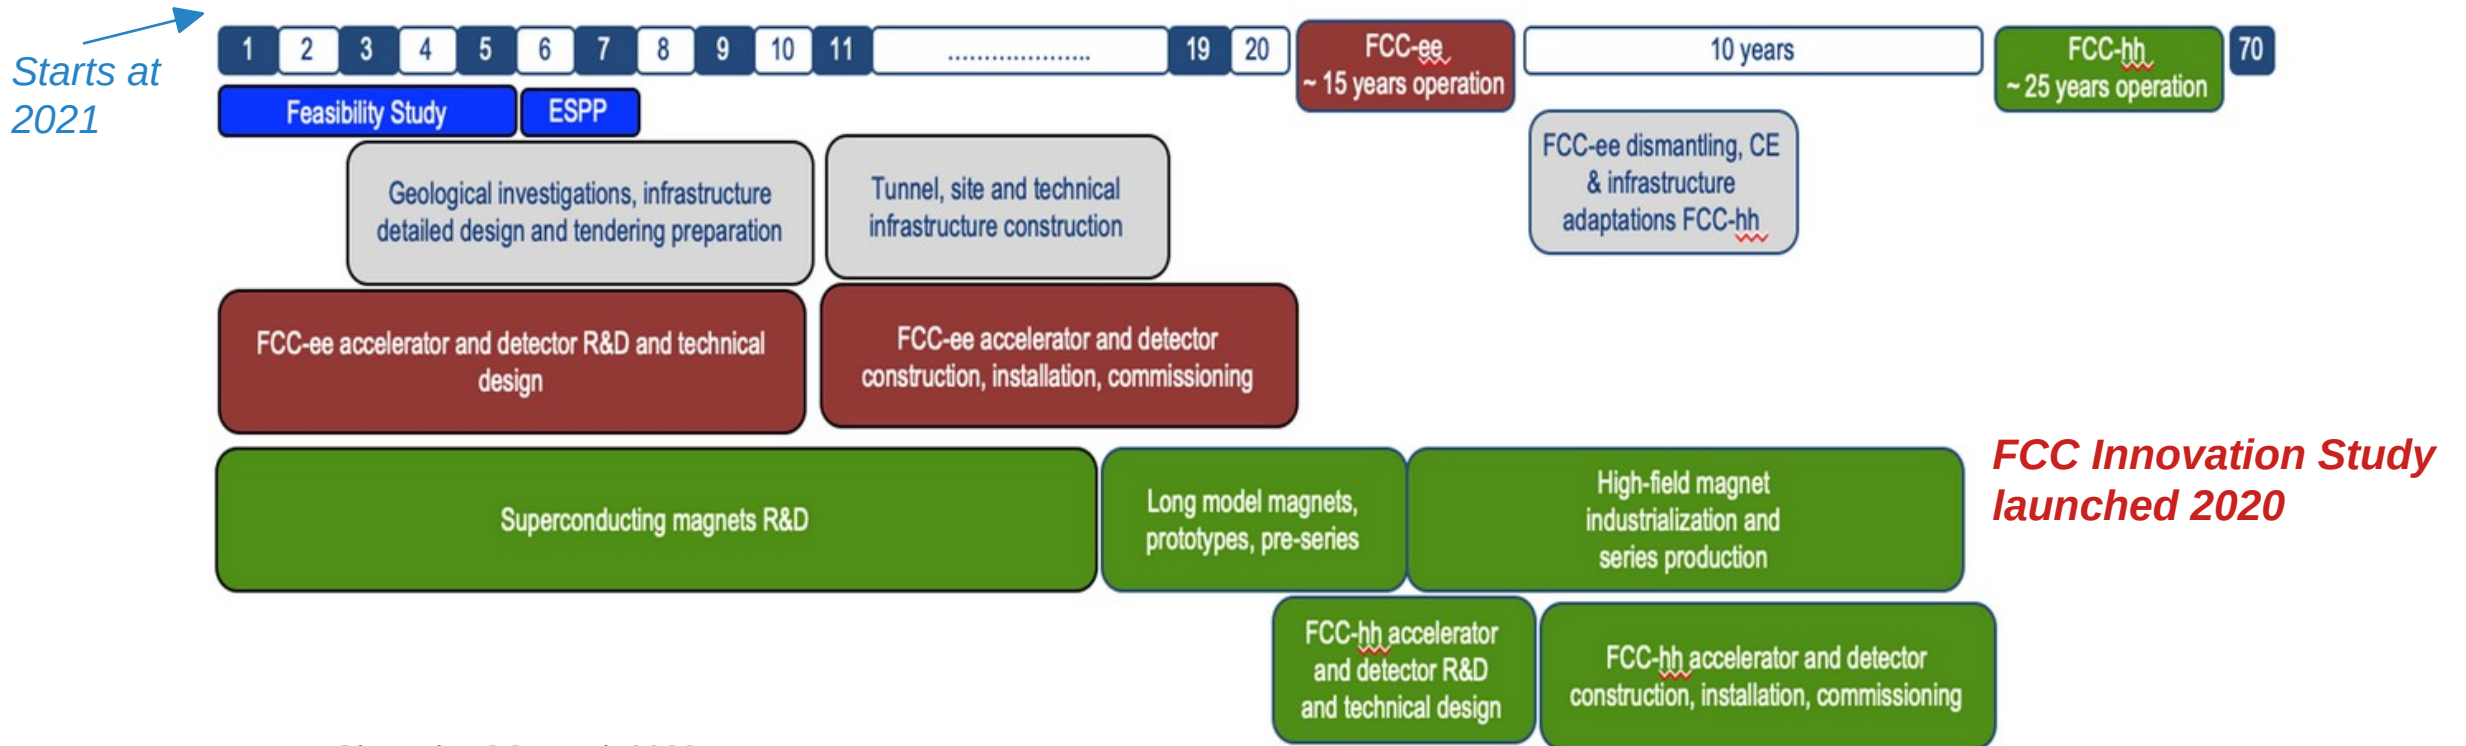 Starts at
2021
1 2 3 4 5 6 7 8 9 10 11 .................... 19 20
FCC-ee
~ 15 years operation
10 years
FCC-hh
~ 25 years operation
70
Feasibility Study
ESPP
Geological investigations, infrastructure
detailed design and tendering preparation
Tunnel, site and technical
infrastructure construction
FCC-ee dismantling, CE
& infrastructure
adaptations FCC-hh
FCC-ee accelerator and detector R&D and technical
design
FCC-ee accelerator and detector
construction, installation, commissioning
Superconducting magnets R&D
Long model magnets,
prototypes, pre-series
High-field magnet
industrialization and
series production
FCC Innovation Study
launched 2020
FCC-hh accelerator
and detector R&D
and technical design
FCC-hh accelerator and detector
construction, installation, commissioning